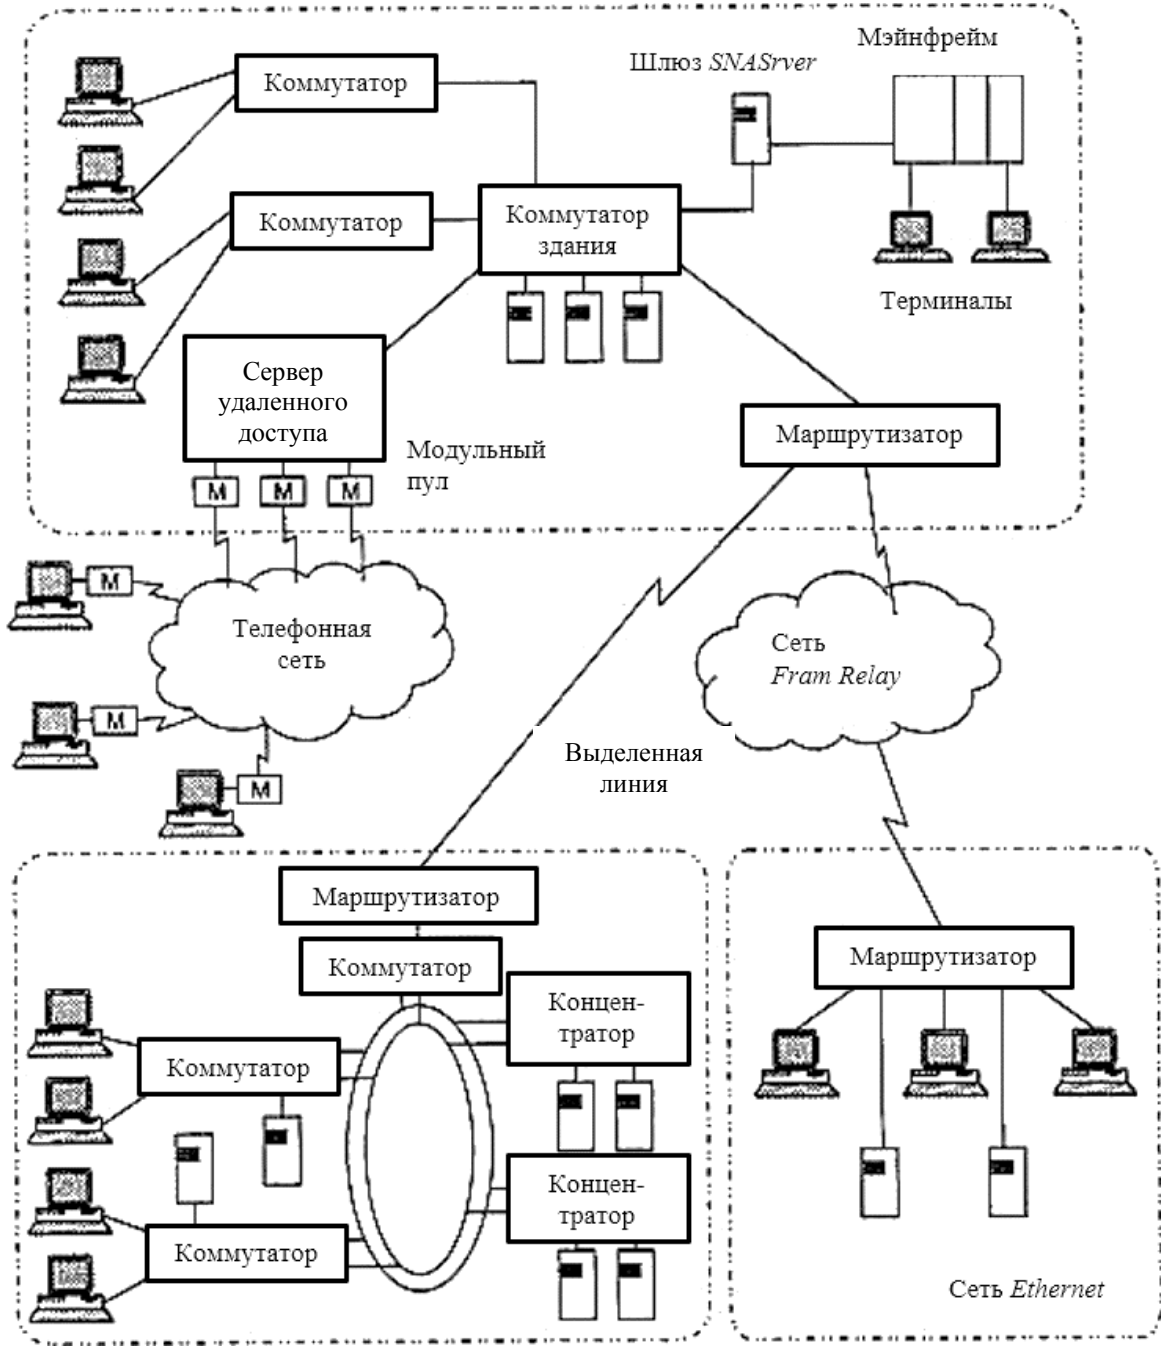 Мэйнфрейм
Шлюз SNASrver
Коммутатор
Коммутатор
Коммутатор
здания
Терминалы
Сервер
удаленного
доступа
Маршрутизатор
Модульный
пул
М
М
М
М
Телефонная
сеть
Сеть
Fram Relay
М
Выделенная
линия
М
Маршрутизатор
Коммутатор
Маршрутизатор
Концен-
тратор
Коммутатор
Концен-
тратор
Коммутатор
Сеть Ethernet